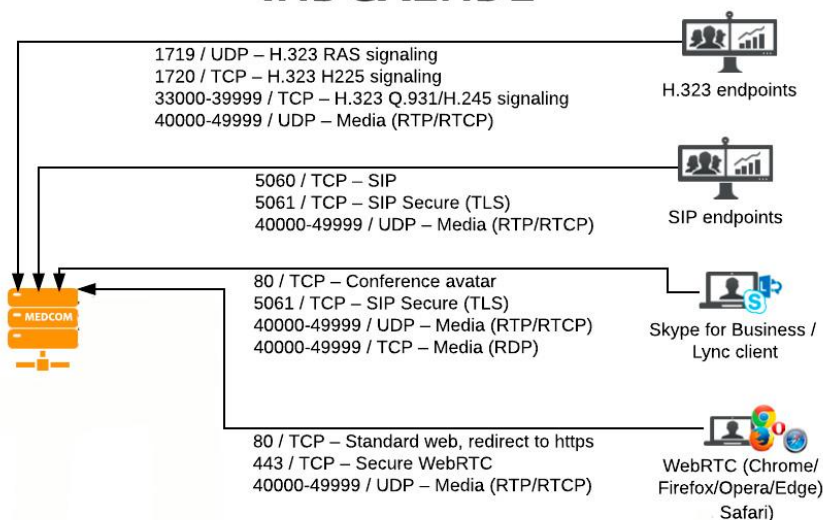 1719 / UDP – H.323 RAS signaling
1720 / TCP – H.323 H225 signaling
33000-39999 / TCP – H.323 Q.931/H.245 signaling
40000-49999 / UDP – Media (RTP/RTCP)
H.323 endpoints
5060 / TCP – SIP
5061 / TCP – SIP Secure (TLS)
40000-49999 / UDP – Media (RTP/RTCP)
SIP endpoints
MEDCOM
80 / TCP – Conference avatar
5061 / TCP – SIP Secure (TLS)
40000-49999 / UDP – Media (RTP/RTCP)
40000-49999 / TCP – Media (RDP)
Skype for Business /
Lync client
80 / TCP – Standard web, redirect to https
443 / TCP – Secure WebRTC
40000-49999 / UDP – Media (RTP/RTCP)
WebRTC (Chrome/
Firefox/Opera/Edge)
Safari)